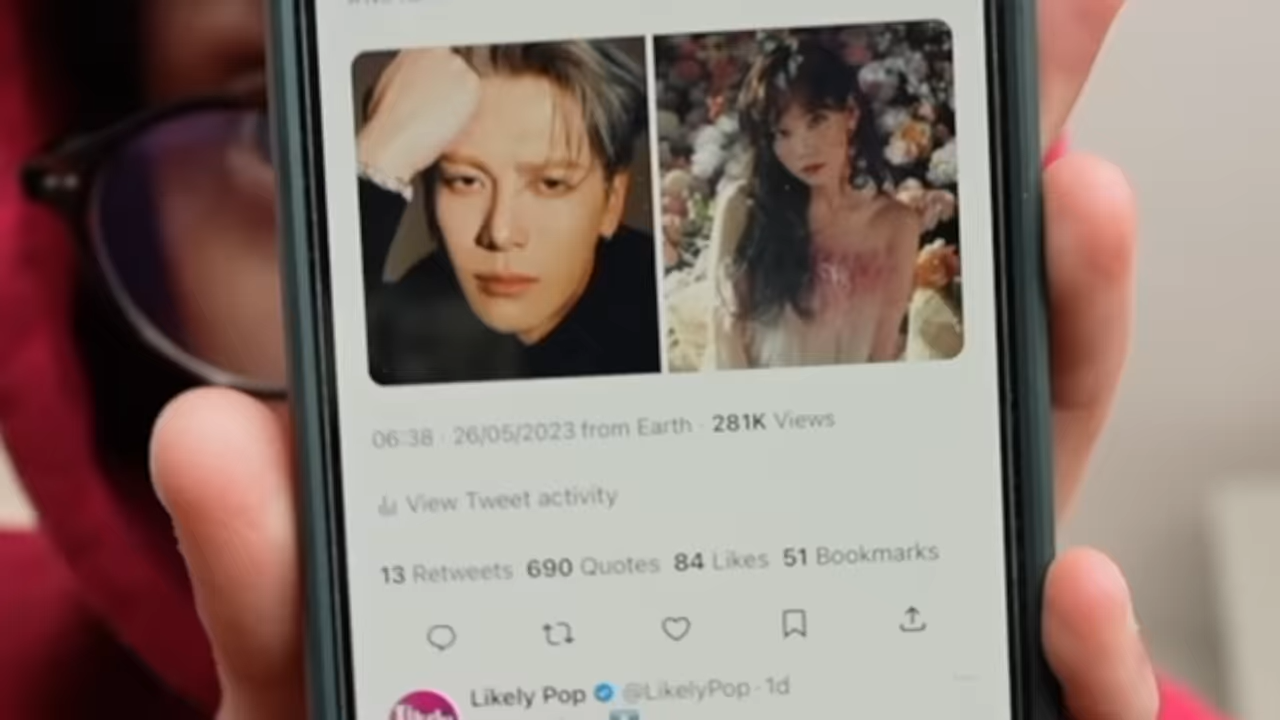 06:38 · 26/05/2023 from Earth · 281K Views
View Tweet activity
13 Retweets 690 Quotes 84 Likes 51 Bookmarks
Likely Pop @LikelyPop · 1d